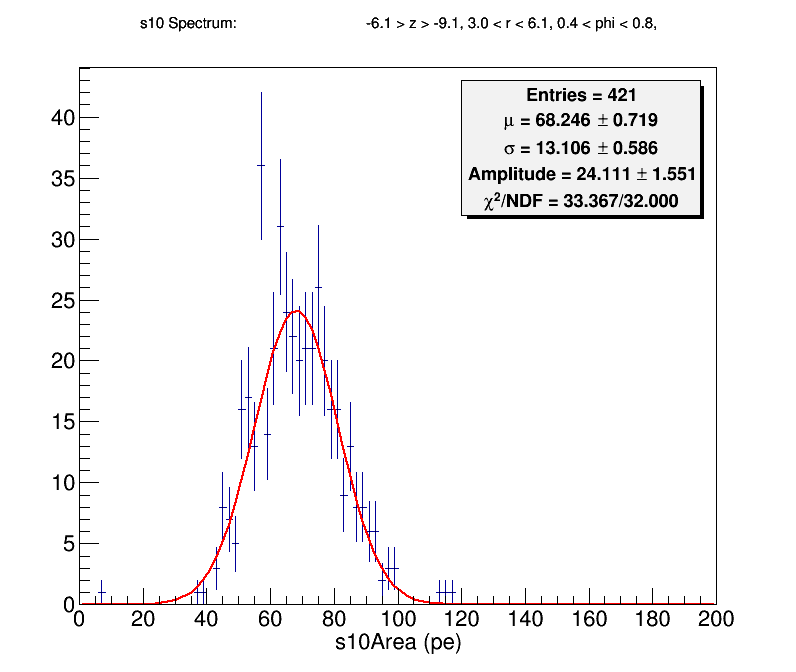 s10 Spectrum: -6.1 > z > -9.1, 3.0 < r < 6.1, 0.4 < phi < 0.8,
Entries = 421
μ = 68.246 ± 0.719
σ = 13.106 ± 0.586
Amplitude = 24.111 ± 1.551
χ²/NDF = 33.367/32.000
40
35
30
25
20
15
10
5
0
0 20 40 60 80 100 120 140 160 180 200
s10Area (pe)